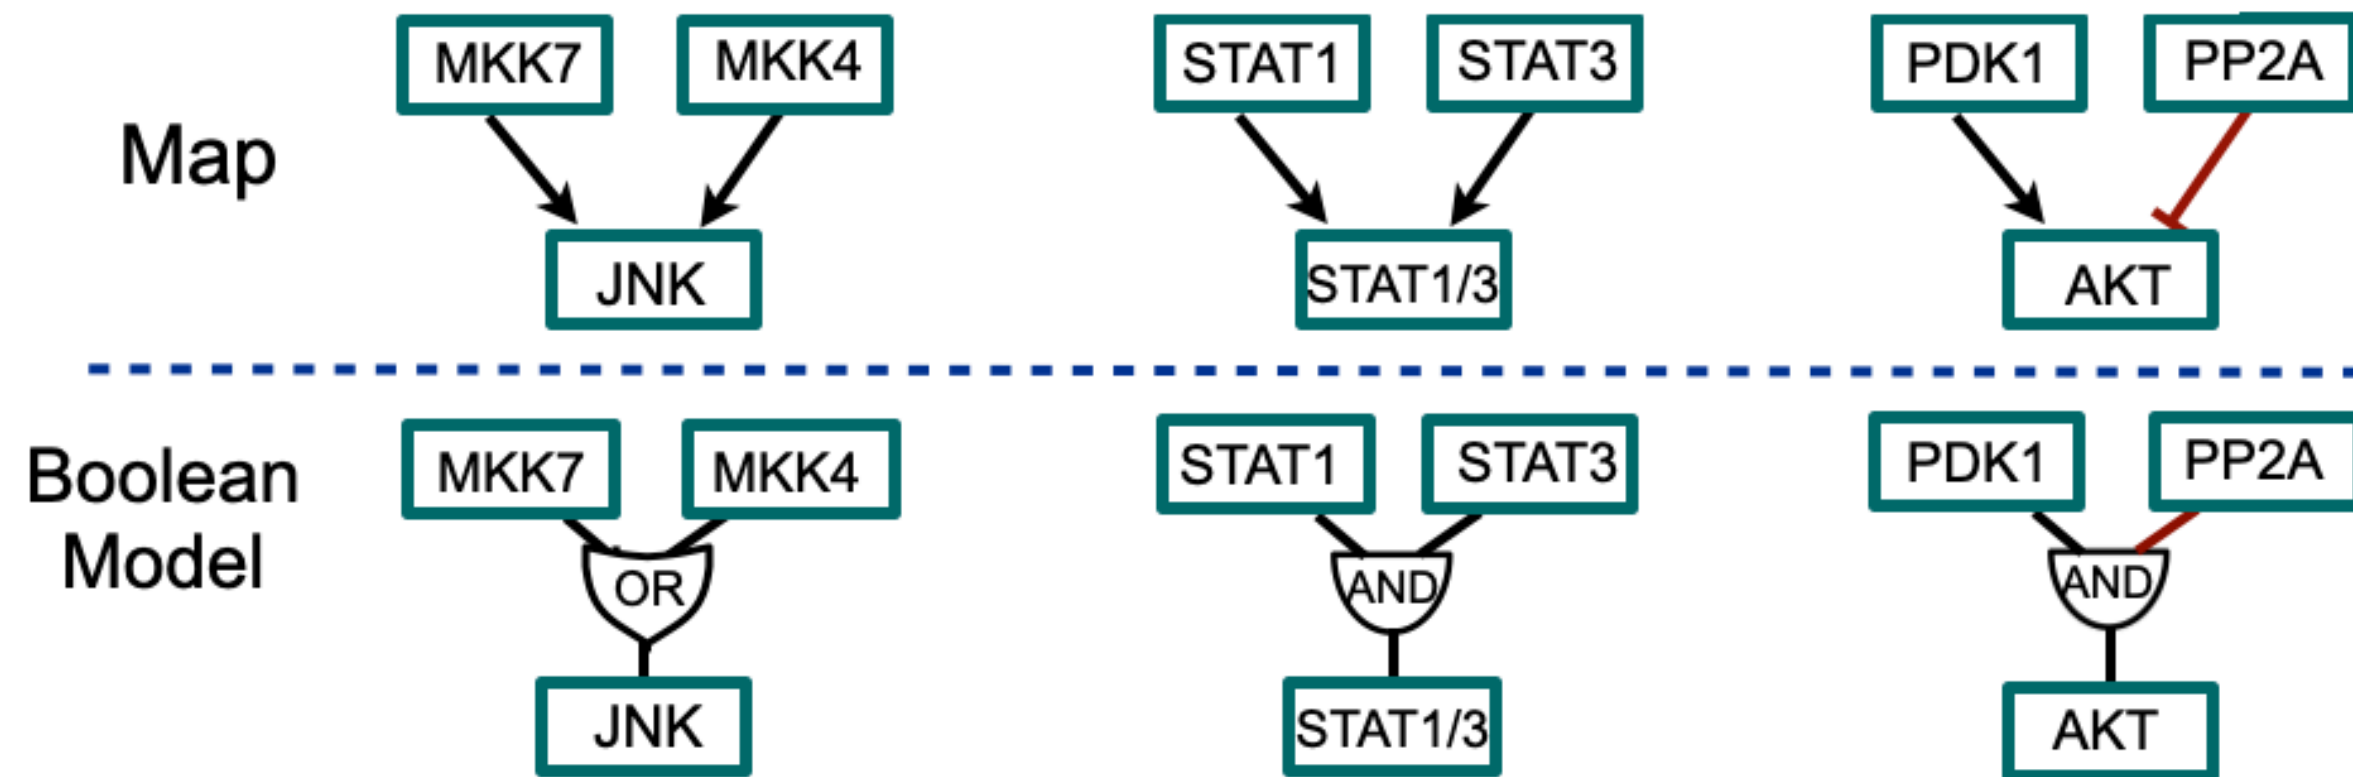 MKK7 MKK4 STAT1 STAT3 PDK1 PP2A
Map
JNK STAT1/3 AKT
MKK7 MKK4 STAT1 STAT3 PDK1 PP2A
Boolean
Model
OR AND AND
JNK STAT1/3 AKT